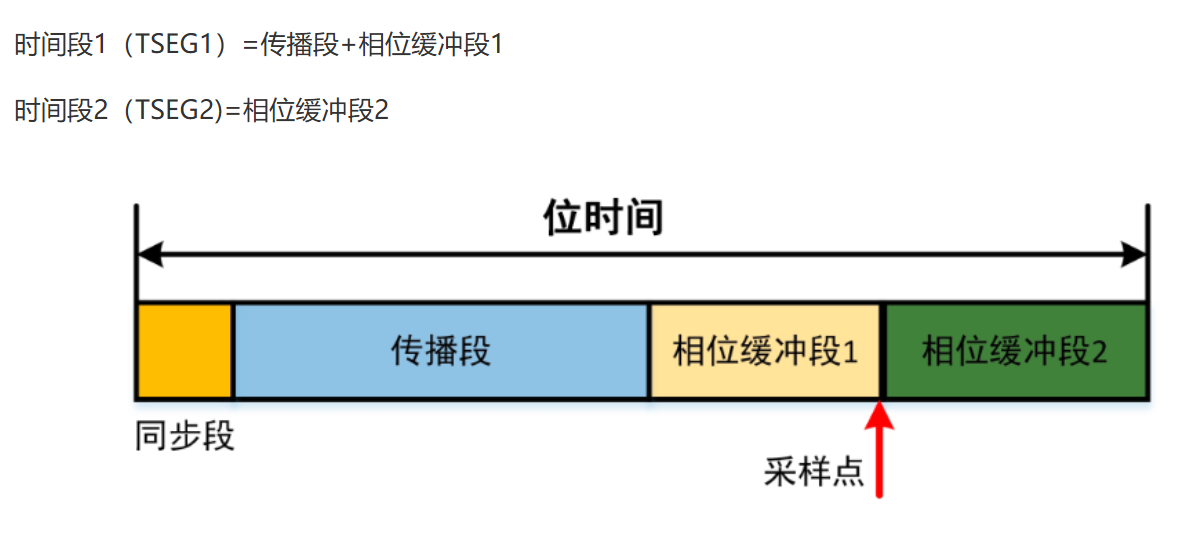 时间段1（TSEG1）=传播段+相位缓冲段1
时间段2（TSEG2)=相位缓冲段2
位时间
传播段
相位缓冲段1
相位缓冲段2
同步段
采样点